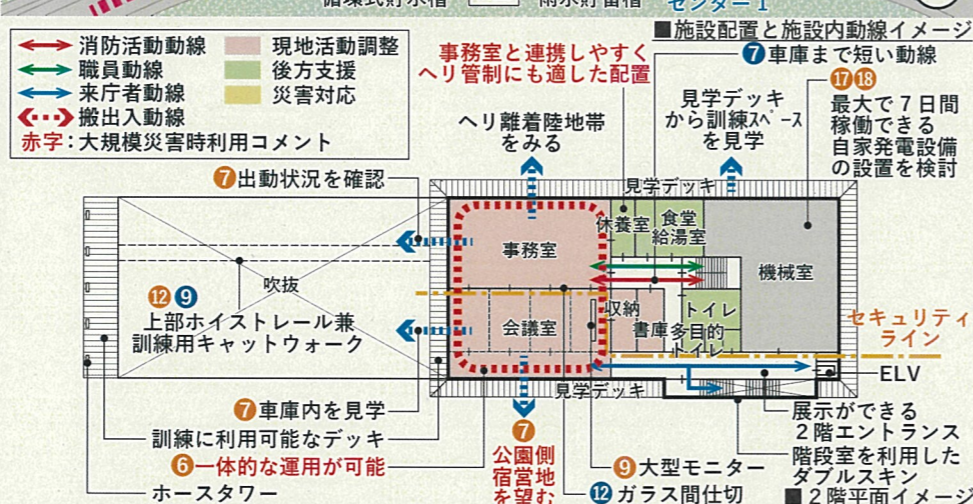 センターⅠ
■施設配置と施設内動線イメージ
消防活動動線
職員動線
来庁者動線
搬出入動線
現地活動調整
後方支援
災害対応
赤字：大規模災害時利用コメント
事務室と連携しやすく
ヘリ管制にも適した配置
❼車庫まで短い動線
⓱⓲
最大で７日間
稼働できる
自家発電設備
の設置を検討
ヘリ離着陸地帯
をみる
見学デッキ
から訓練ｽﾍﾟｰｽ
を見学
❼出動状況を確認
見学デッキ
事務室
休養室
食堂
給湯室
機械室
吹抜
⓬❾
上部ホイストレール兼
訓練用キャットウォーク
会議室
収納
書庫
トイレ
多目的
トイレ
セキュリティ
ライン
ELV
見学デッキ
❼車庫内を見学
訓練に利用可能なデッキ
❻一体的な運用が可能
ホースタワー
❼
公園側
宿営地
を望む
❾大型モニター
⓬ガラス間仕切
展示ができる
２階エントランス
階段室を利用した
ダブルスキン
■２階平面イメージ